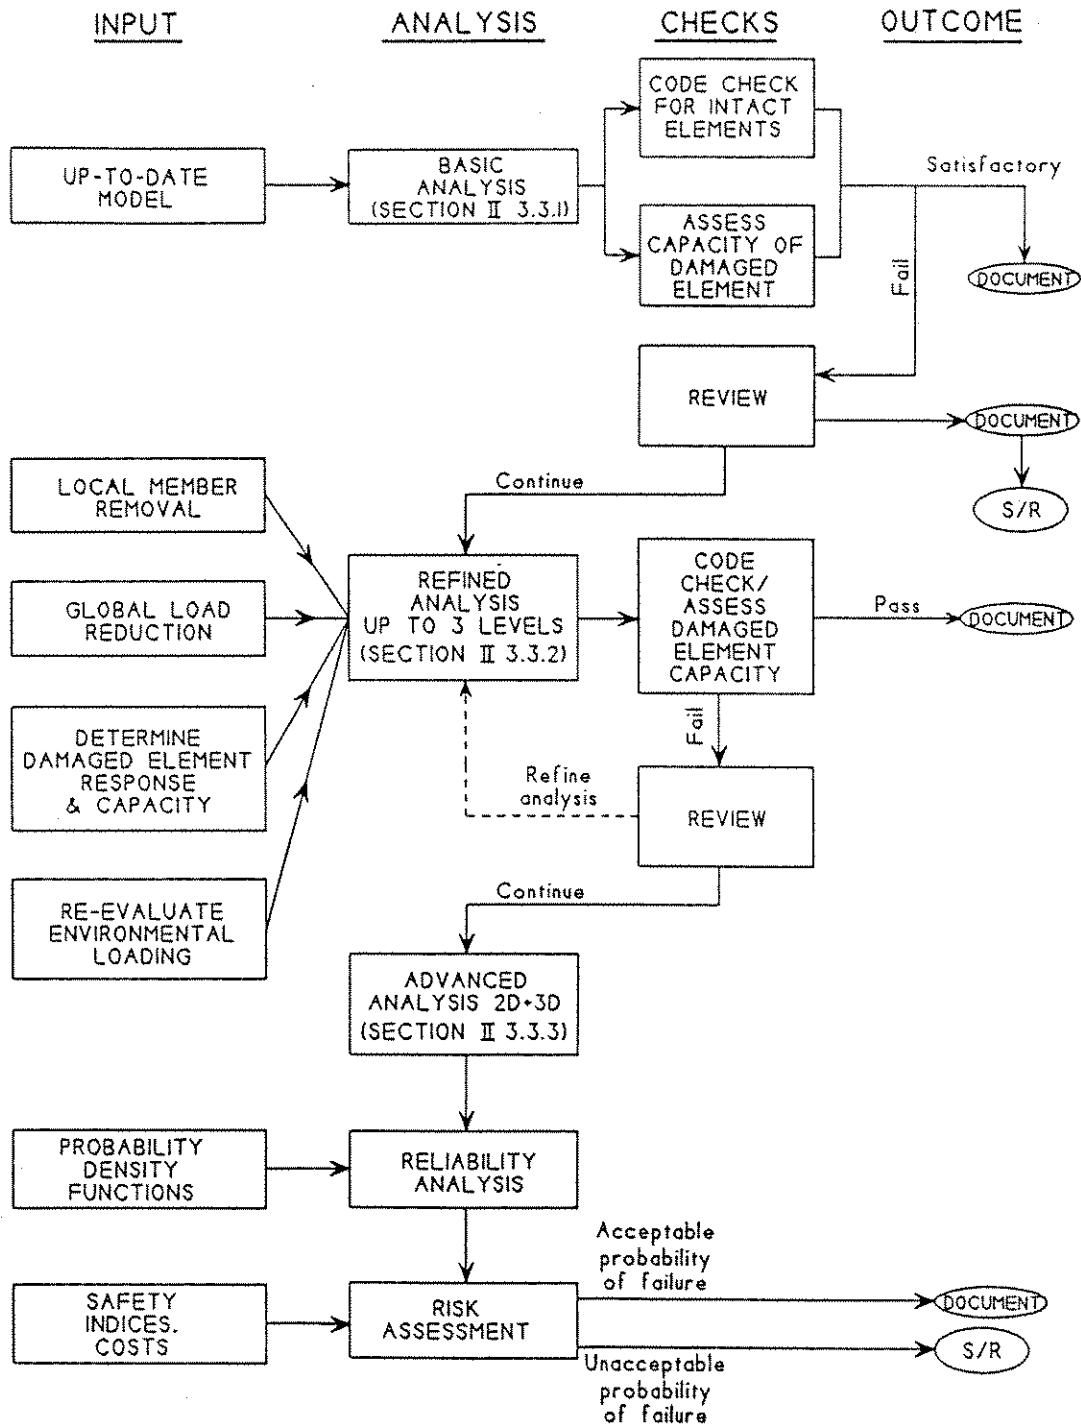 INPUT
ANALYSIS
CHECKS
OUTCOME
UP-TO-DATE
MODEL
BASIC
ANALYSIS
(SECTION II 3.3.1)
CODE CHECK
FOR INTACT
ELEMENTS
ASSESS
CAPACITY OF
DAMAGED
ELEMENT
Satisfactory
Fail
DOCUMENT
REVIEW
DOCUMENT
S/R
Continue
LOCAL MEMBER
REMOVAL
GLOBAL LOAD
REDUCTION
DETERMINE
DAMAGED ELEMENT
RESPONSE
& CAPACITY
RE-EVALUATE
ENVIRONMENTAL
LOADING
REFINED
ANALYSIS
UP TO 3 LEVELS
(SECTION II 3.3.2)
CODE
CHECK/
ASSESS
DAMAGED
ELEMENT
CAPACITY
Pass
DOCUMENT
Fail
Refine
analysis
REVIEW
Continue
ADVANCED
ANALYSIS 2D+3D
(SECTION II 3.3.3)
PROBABILITY
DENSITY
FUNCTIONS
RELIABILITY
ANALYSIS
SAFETY
INDICES.
COSTS
RISK
ASSESSMENT
Acceptable
probability
of failure
DOCUMENT
Unacceptable
probability
of failure
S/R